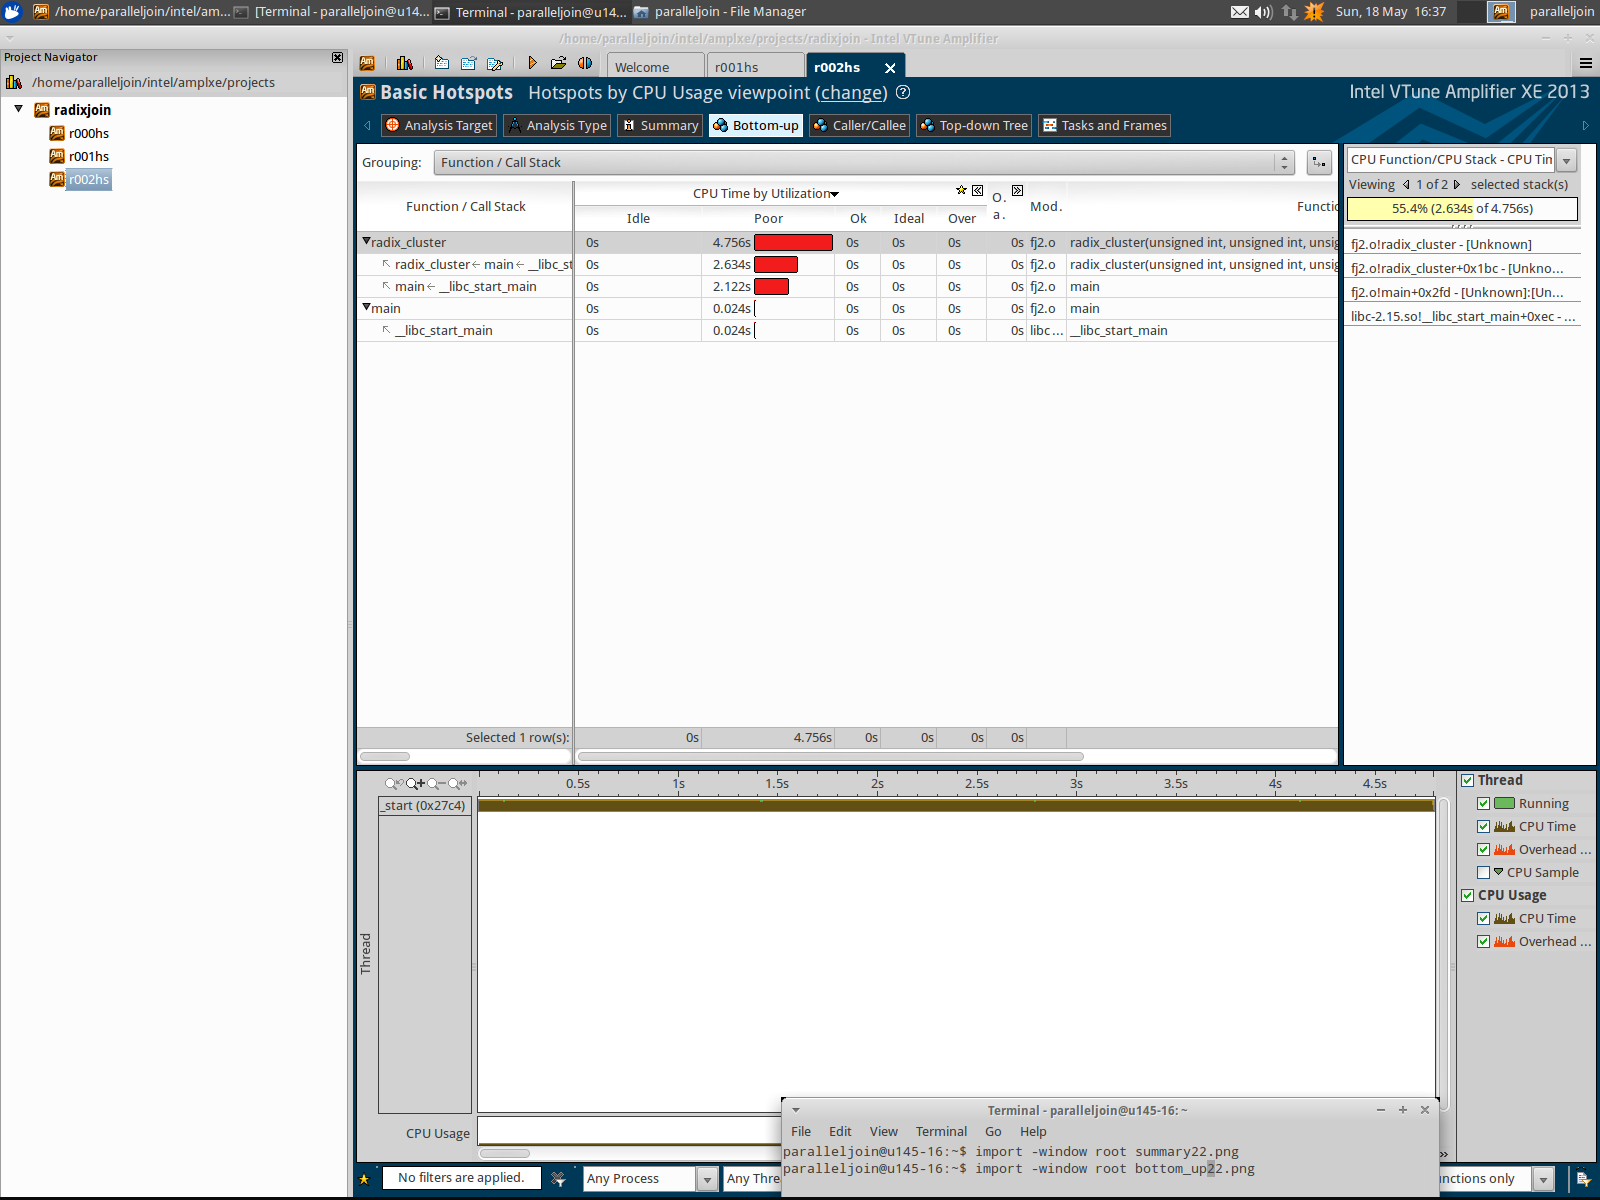 /home/paralleljoin/intel/am... [Terminal - paralleljoin@u14... Terminal - paralleljoin@u14... paralleljoin - File Manager Sun, 18 May 16:37 paralleljoin
/home/paralleljoin/intel/amplxe/projects/radixjoin - Intel VTune Amplifier
Project Navigator
/home/paralleljoin/intel/amplxe/projects
radixjoin
r000hs
r001hs
r002hs
Welcome r001hs r002hs
Basic Hotspots Hotspots by CPU Usage viewpoint (change) Intel VTune Amplifier XE 2013
Analysis Target Analysis Type Summary Bottom-up Caller/Callee Top-down Tree Tasks and Frames
Grouping: Function / Call Stack
Function / Call Stack CPU Time by Utilization O. a. Mod. Functio
Idle Poor Ok Ideal Over
radix_cluster 0s 4.756s 0s 0s 0s 0s fj2.o radix_cluster(unsigned int, unsigned int, unsig
radix_cluster← main← __libc_st 0s 2.634s 0s 0s 0s 0s fj2.o radix_cluster(unsigned int, unsigned int, unsig
main← __libc_start_main 0s 2.122s 0s 0s 0s 0s fj2.o main
main 0s 0.024s 0s 0s 0s 0s fj2.o main
__libc_start_main 0s 0.024s 0s 0s 0s 0s libc... __libc_start_main
Selected 1 row(s): 0s 4.756s 0s 0s 0s 0s
CPU Function/CPU Stack - CPU Tin
Viewing 1 of 2 selected stack(s)
55.4% (2.634s of 4.756s)
fj2.o!radix_cluster - [Unknown]
fj2.o!radix_cluster+0x1bc - [Unkno...
fj2.o!main+0x2fd - [Unknown]:[Un...
libc-2.15.so!__libc_start_main+0xec - ...
0.5s 1s 1.5s 2s 2.5s 3s 3.5s 4s 4.5s
_start (0x27c4)
Thread
CPU Usage
Thread
Running
CPU Time
Overhead ...
CPU Sample
CPU Usage
CPU Time
Overhead ...
Terminal - paralleljoin@u145-16: ~
File Edit View Terminal Go Help
paralleljoin@u145-16:~$ import -window root summary22.png
paralleljoin@u145-16:~$ import -window root bottom_up22.png
No filters are applied. Any Process Any Thre nctions only